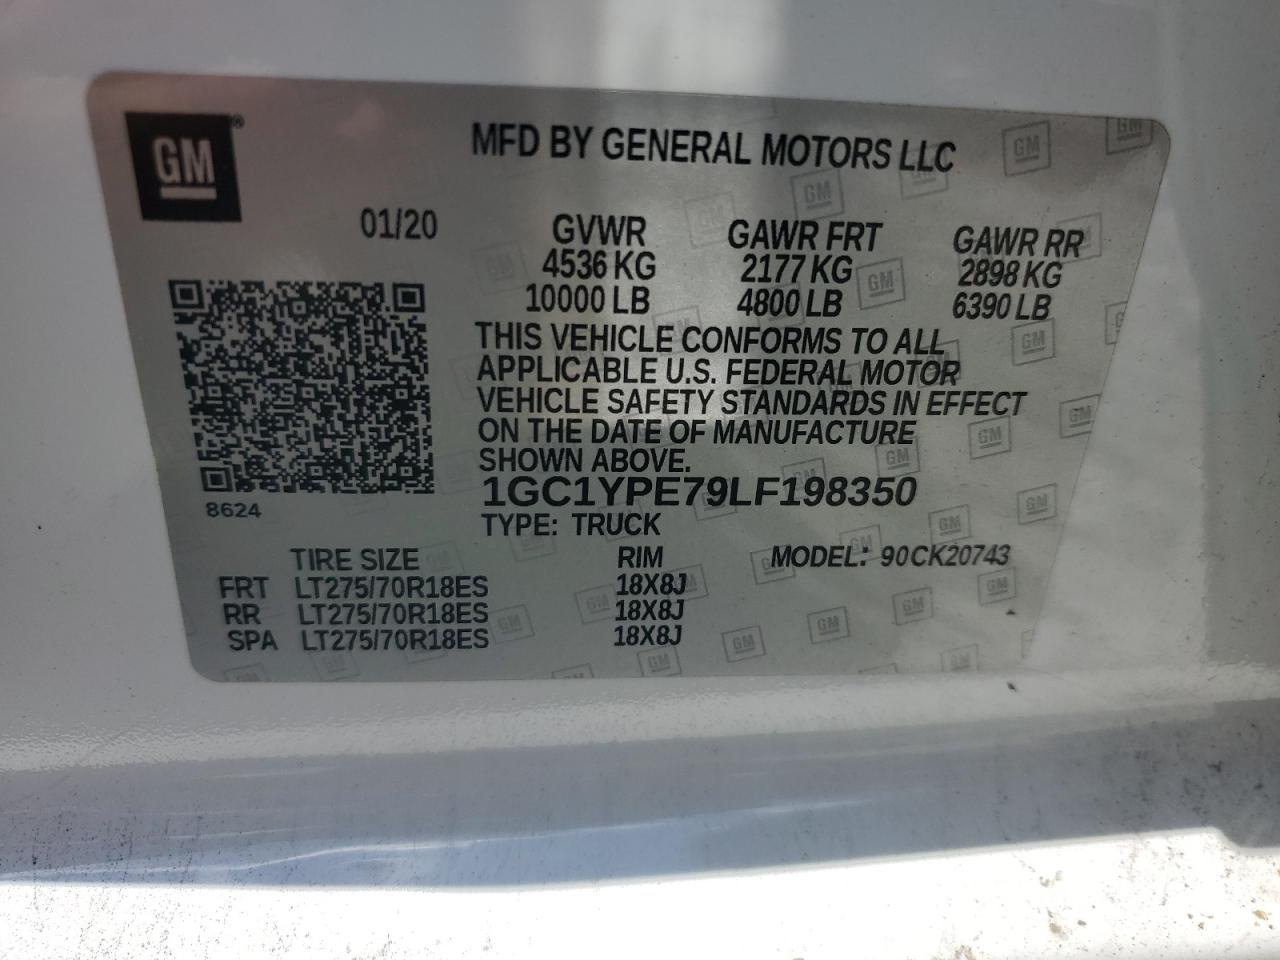 GM®
MFD BY GENERAL MOTORS LLC
01/20
GVWR GAWR FRT GAWR RR
4536 KG 2177 KG 2898 KG
10000 LB 4800 LB 6390 LB
THIS VEHICLE CONFORMS TO ALL
APPLICABLE U.S. FEDERAL MOTOR
VEHICLE SAFETY STANDARDS IN EFFECT
ON THE DATE OF MANUFACTURE
SHOWN ABOVE.
1GC1YPE79LF198350
8624
TYPE: TRUCK
TIRE SIZE RIM MODEL: 90CK20743
FRT LT275/70R18ES 18X8J
RR LT275/70R18ES 18X8J
SPA LT275/70R18ES 18X8J